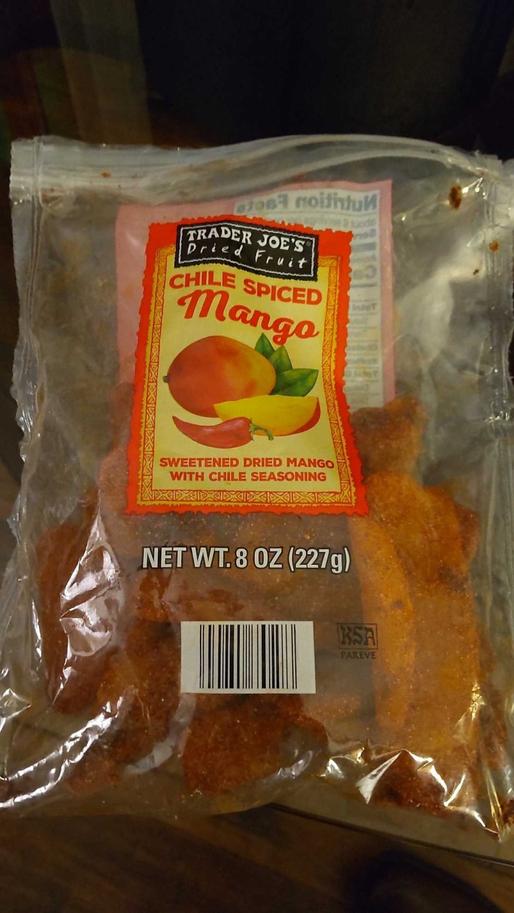 Nutrition Facts
TRADER JOE'S
Dried Fruit
CHILE SPICED
Mango
SWEETENED DRIED MANGO
WITH CHILE SEASONING
NET WT. 8 OZ (227g)
KSA
PAREVE